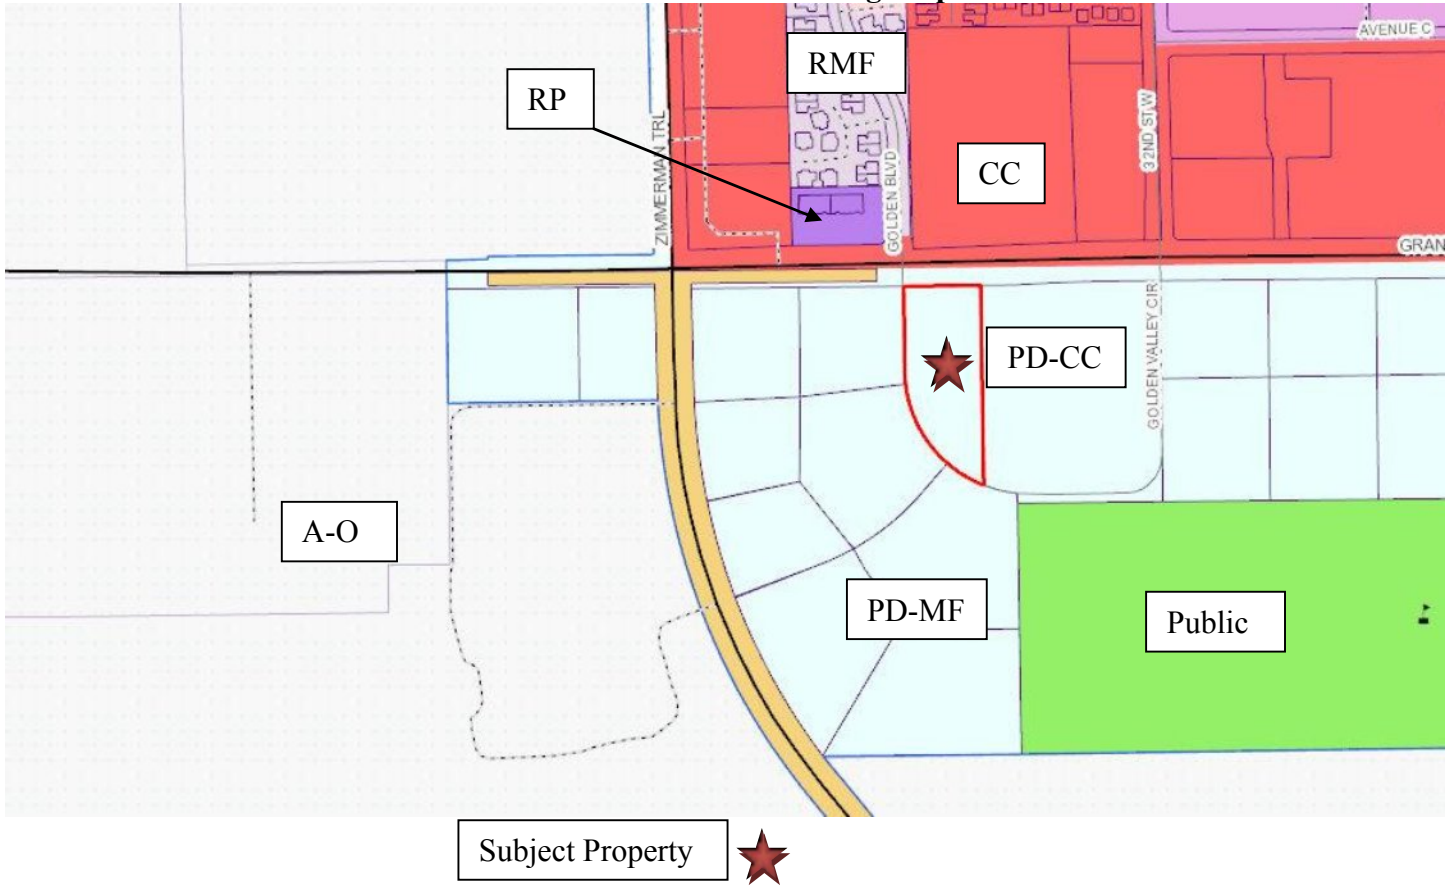 AVENUE C
RMF
RP
ZIMMERMAN TRL
32ND ST W
CC
GOLDEN BLVD
GRAN
GOLDEN VALLEY CIR
PD-CC
A-O
PD-MF
Public
Subject Property